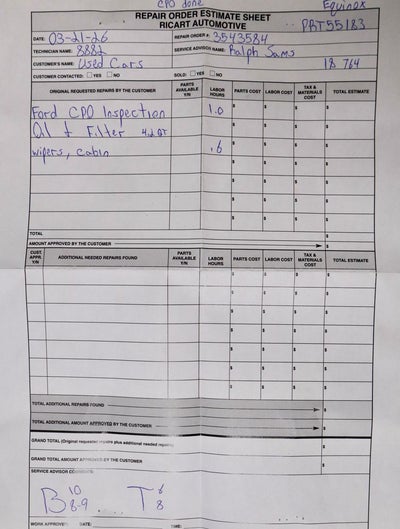 CPO done
Equinox
REPAIR ORDER ESTIMATE SHEET
RICART AUTOMOTIVE
PRT55183
DATE: 03-21-26 REPAIR ORDER #: 3543584
TECHNICIAN NAME: 8882 SERVICE ADVISOR NAME: Ralph Sams
CUSTOMER'S NAME: Used Cars 18 764
CUSTOMER CONTACTED: YES NO SOLD: YES NO
ORIGINAL REQUESTED REPAIRS BY THE CUSTOMER PARTS AVAILABLE Y/N LABOR HOURS PARTS COST LABOR COST TAX & MATERIALS COST TOTAL ESTIMATE
Ford CPO Inspection 1.0 $ $ $ $
Oil & Filter 4.2 QT $ $ $ $
wipers, cabin .6 $ $ $ $
$ $ $ $
$ $ $ $
$ $ $ $
$ $ $ $
TOTAL $ $ $ $
AMOUNT APPROVED BY THE CUSTOMER $
CUST. APPR. Y/N ADDITIONAL NEEDED REPAIRS FOUND PARTS AVAILABLE Y/N LABOR HOURS PARTS COST LABOR COST TAX & MATERIALS COST TOTAL ESTIMATE
$ $ $ $
$ $ $ $
$ $ $ $
$ $ $ $
$ $ $ $
$ $ $ $
$ $ $ $
TOTAL ADDITIONAL REPAIRS FOUND $
TOTAL ADDITIONAL AMOUNT APPROVED BY THE CUSTOMER $
GRAND TOTAL (Original requested repairs plus additional needed repairs) $
GRAND TOTAL AMOUNT APPROVED BY THE CUSTOMER $
SERVICE ADVISOR COMMENTS:
B 10 8-9 T 6 8
WORK APPROVED: DATE: TIME: